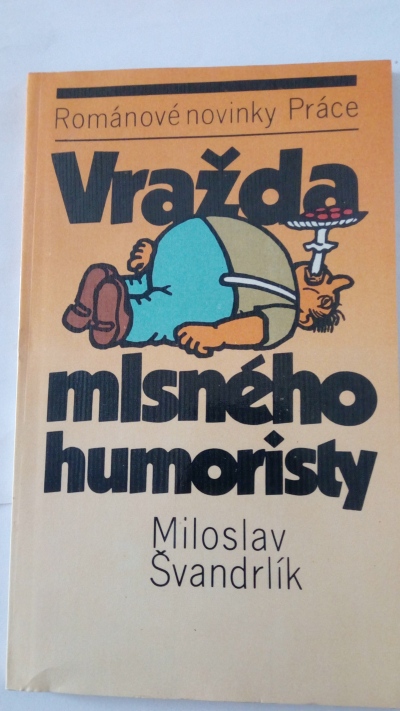 Románové novinky Práce
Vražda
mlsného
humoristy
Miloslav
Švandrlík